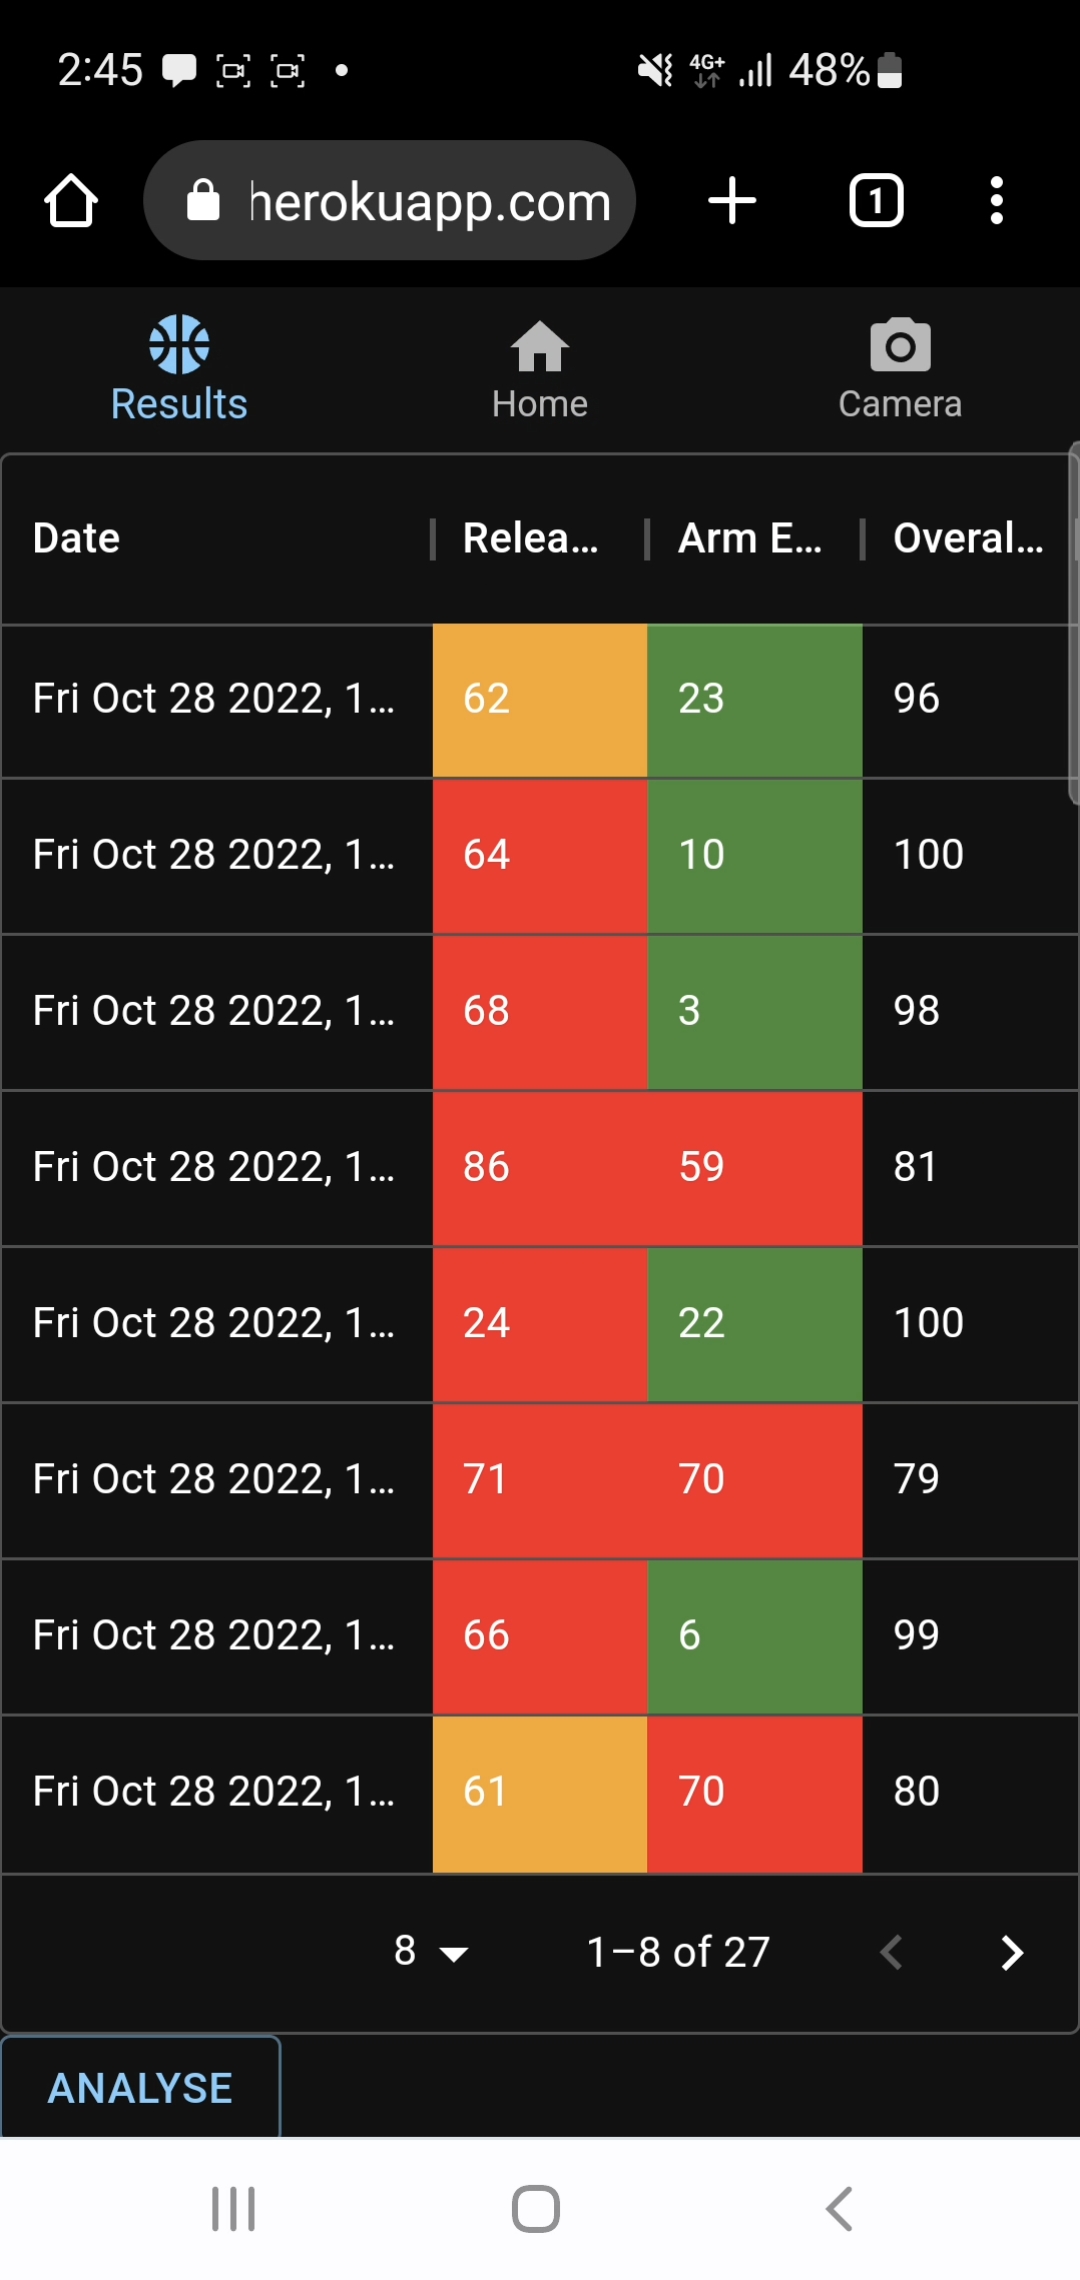 2:45 4G+ 48%
herokuapp.com 1
Results Home Camera
Date Relea... Arm E... Overal...
Fri Oct 28 2022, 1... 62 23 96
Fri Oct 28 2022, 1... 64 10 100
Fri Oct 28 2022, 1... 68 3 98
Fri Oct 28 2022, 1... 86 59 81
Fri Oct 28 2022, 1... 24 22 100
Fri Oct 28 2022, 1... 71 70 79
Fri Oct 28 2022, 1... 66 6 99
Fri Oct 28 2022, 1... 61 70 80
8 1–8 of 27
ANALYSE